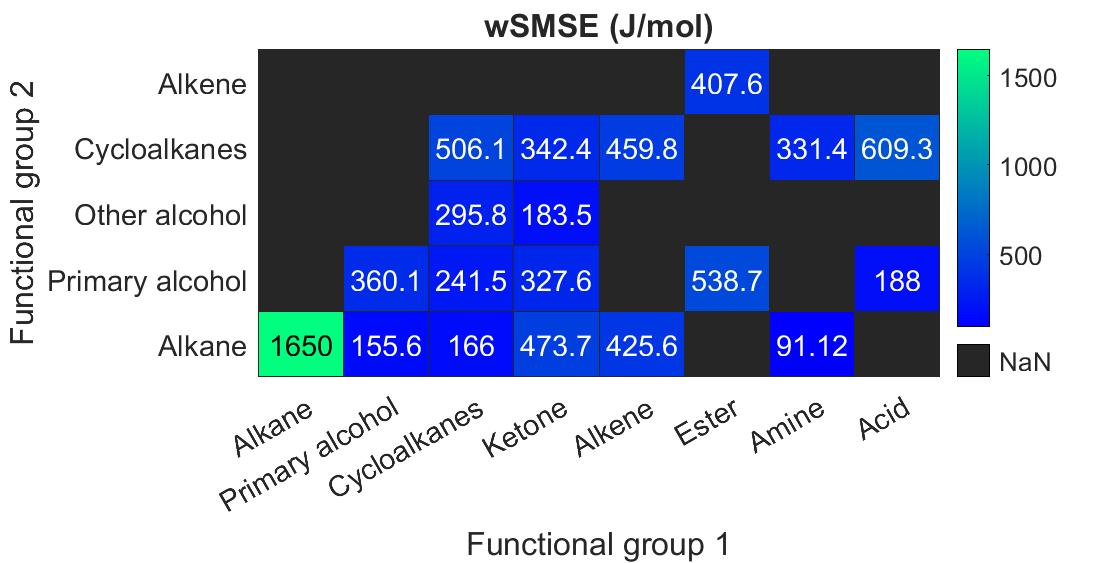 wSMSE (J/mol)
Functional group 2
Alkene
407.6
Cycloalkanes
506.1 342.4 459.8 331.4 609.3
Other alcohol
295.8 183.5
Primary alcohol
360.1 241.5 327.6 538.7 188
Alkane
1650 155.6 166 473.7 425.6 91.12
Alkane
Primary alcohol
Cycloalkanes
Ketone
Alkene
Ester
Amine
Acid
Functional group 1
1500
1000
500
NaN